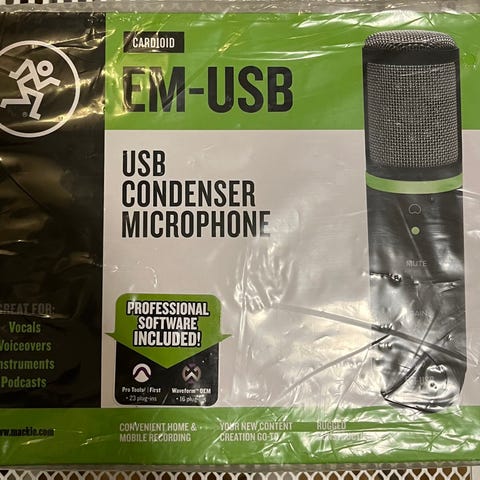 CARDIOID
EM-USB
USB
CONDENSER
MICROPHONE
MUTE
GREAT FOR:
Vocals
Voiceovers
Instruments
Podcasts
PROFESSIONAL
SOFTWARE
INCLUDED!
Pro Tools | First
• 23 plug-ins
Waveform™ OEM
• 16 plug
www.mackie.com
CONVENIENT HOME &
MOBILE RECORDING
YOUR NEW CONTENT
CREATION GO-TO
RUGGED